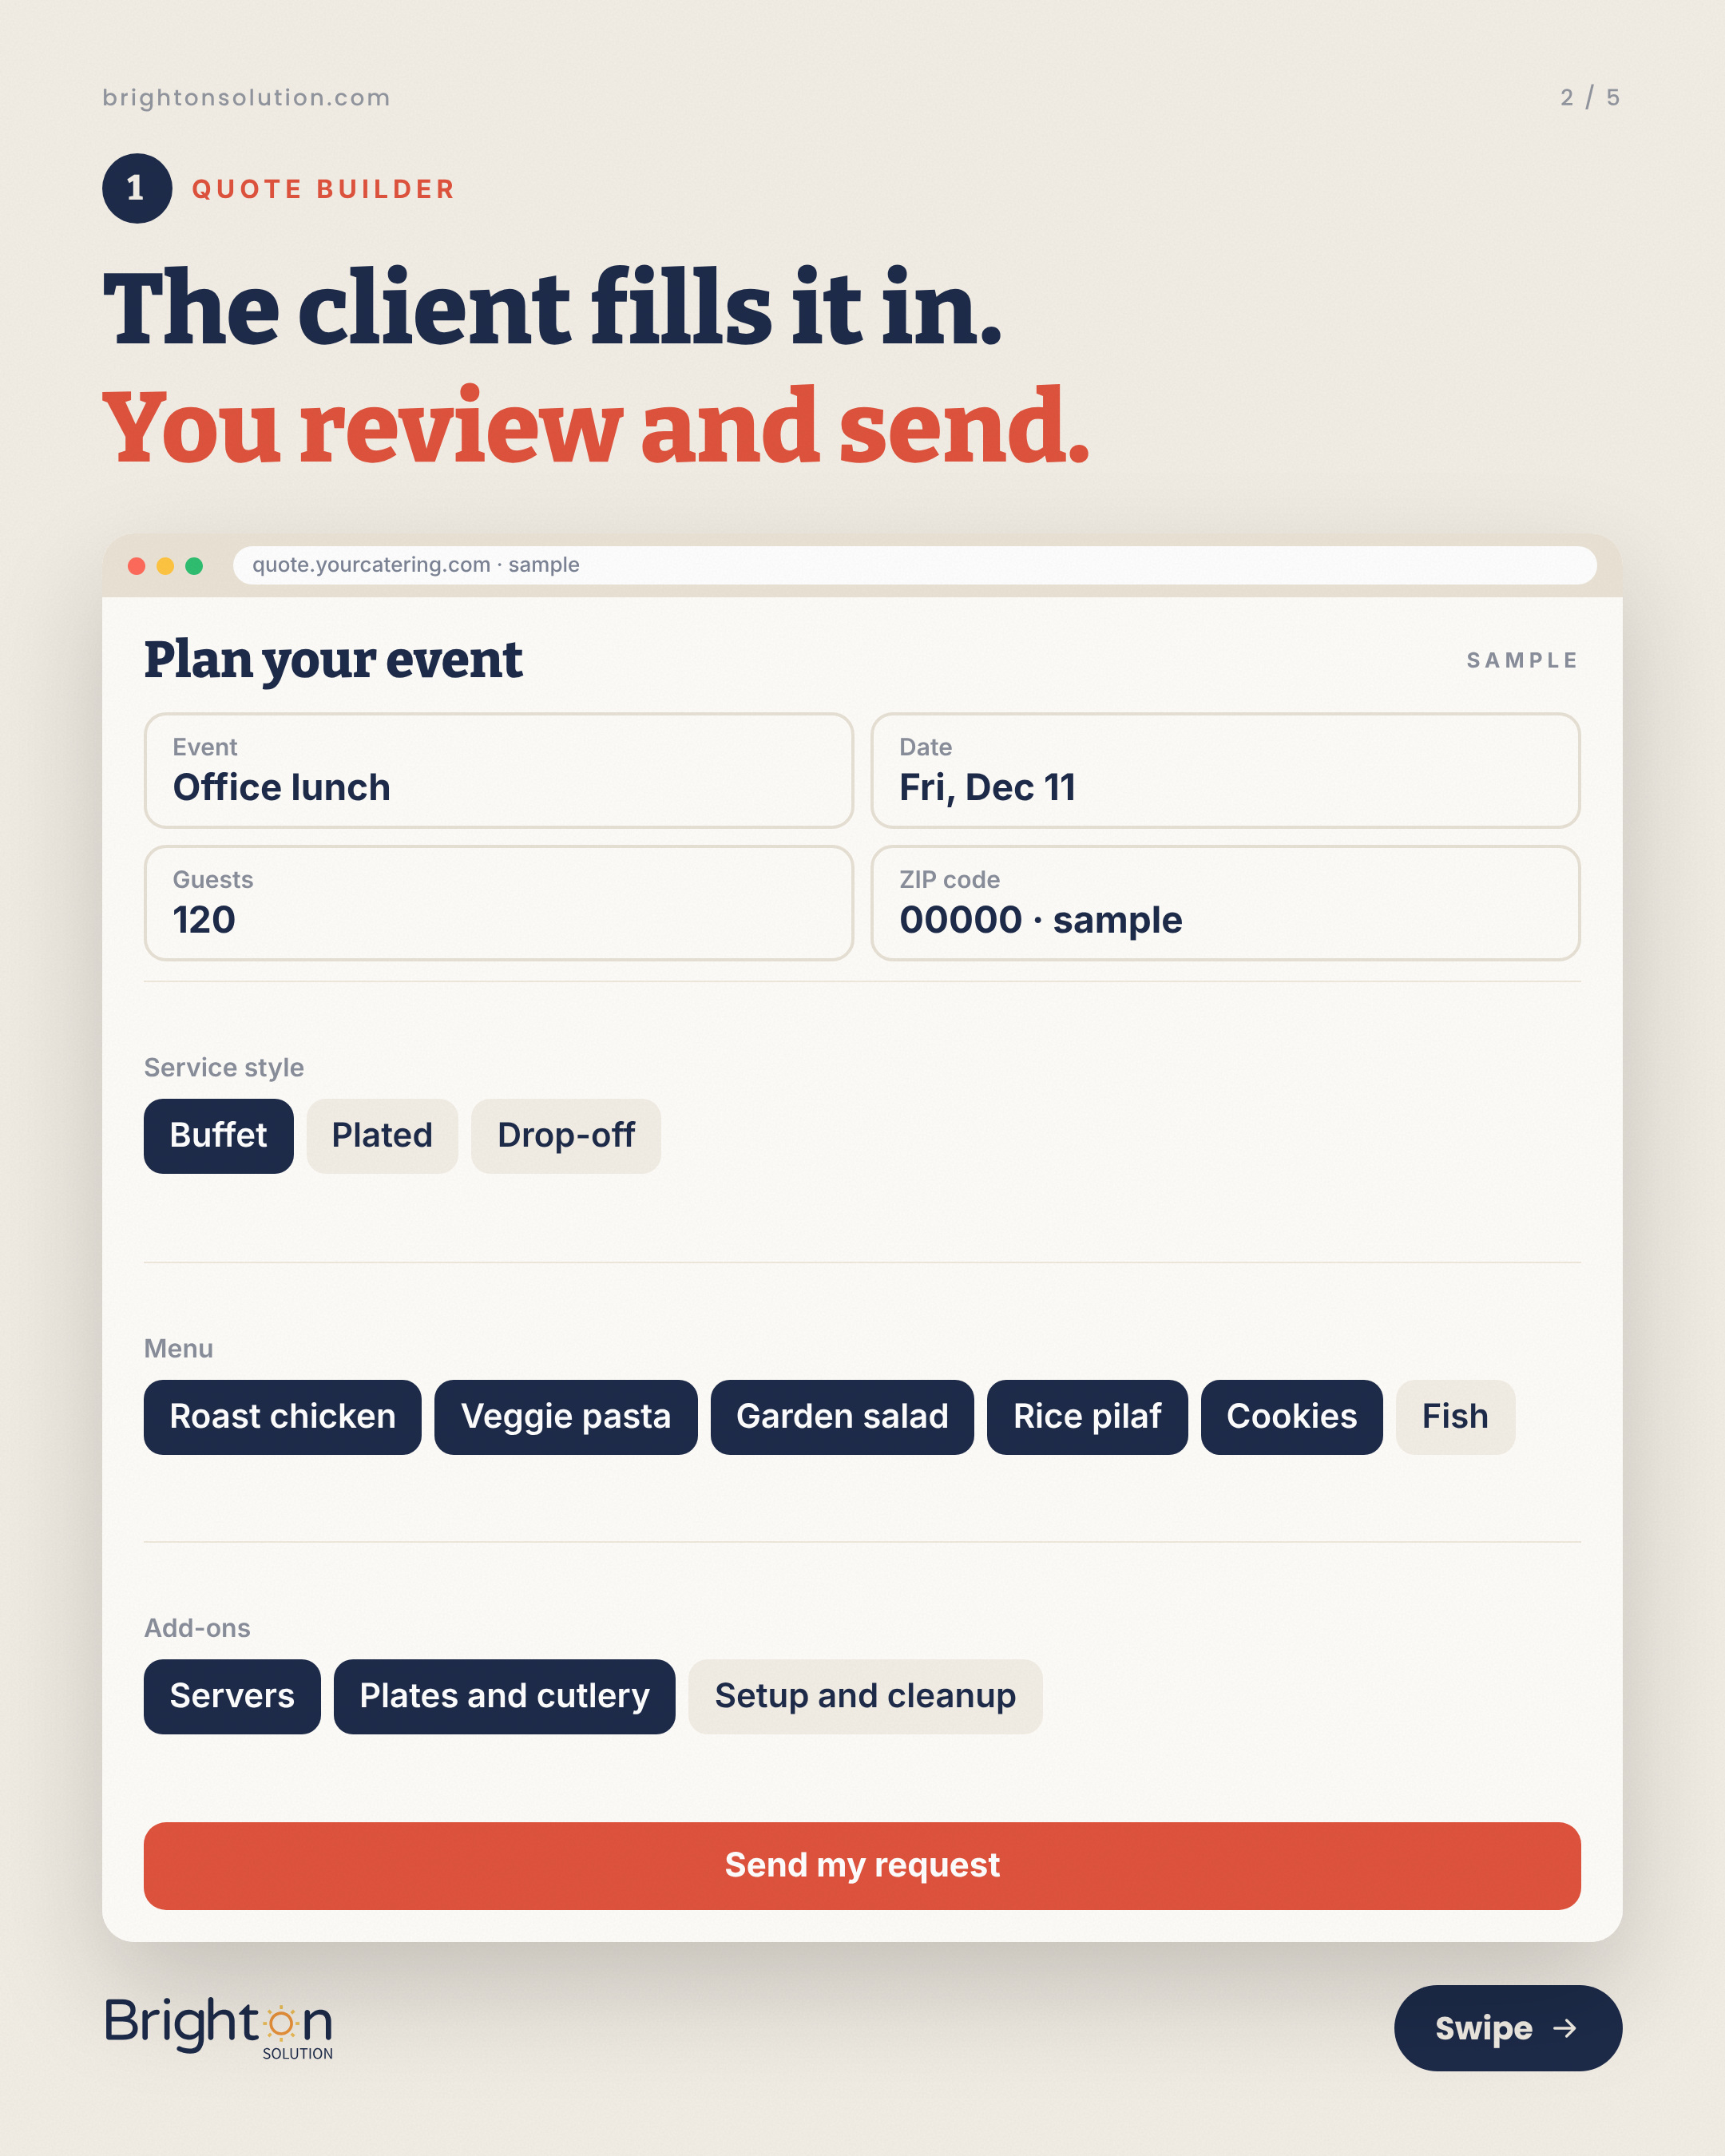 brightonsolution.com
2 / 5
1
QUOTE BUILDER
The client fills it in.
You review and send.
quote.yourcatering.com · sample
Plan your event
SAMPLE
Event
Office lunch
Date
Fri, Dec 11
Guests
120
ZIP code
00000 · sample
Service style
Buffet
Plated
Drop-off
Menu
Roast chicken
Veggie pasta
Garden salad
Rice pilaf
Cookies
Fish
Add-ons
Servers
Plates and cutlery
Setup and cleanup
Send my request
Brighton
SOLUTION
Swipe →